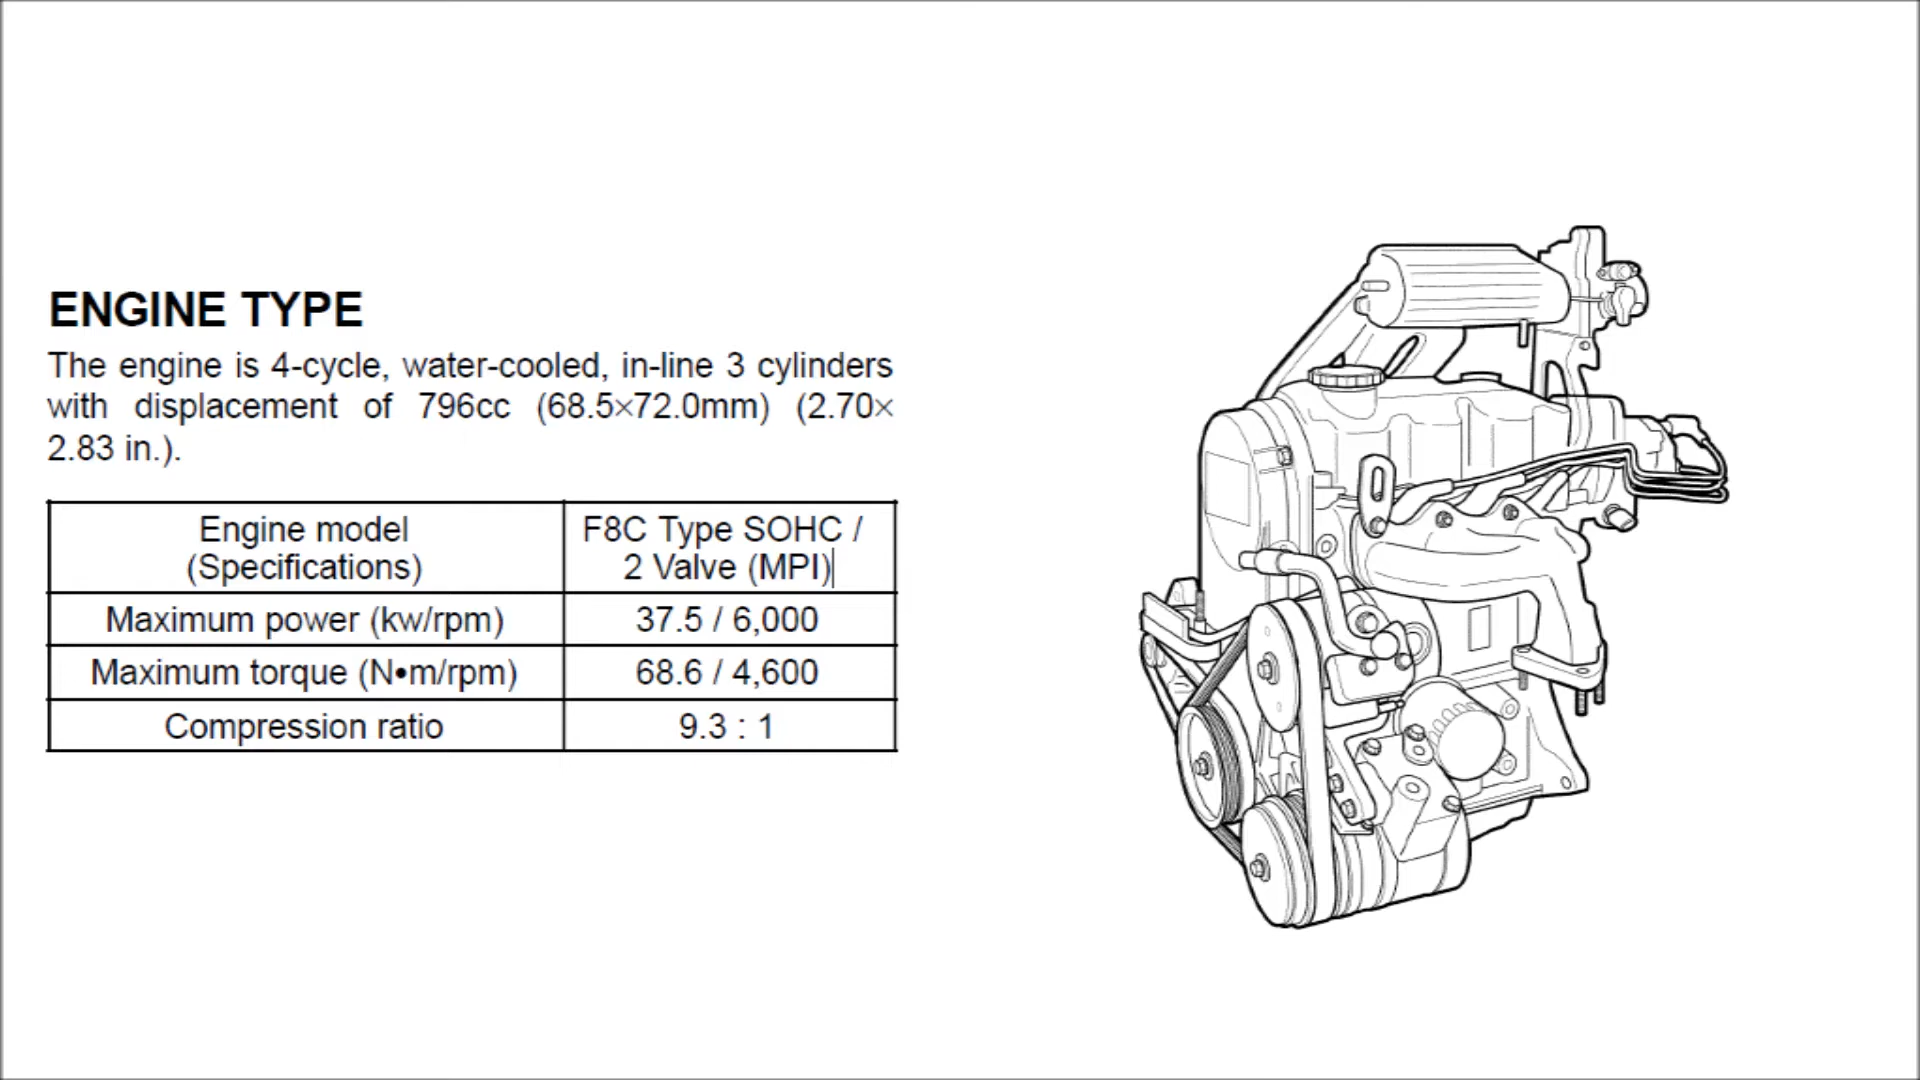 ENGINE TYPE
The engine is 4-cycle, water-cooled, in-line 3 cylinders
with displacement of 796cc (68.5×72.0mm) (2.70×
2.83 in.).
Engine model
(Specifications)
F8C Type SOHC /
2 Valve (MPI)
Maximum power (kw/rpm)
37.5 / 6,000
Maximum torque (N•m/rpm)
68.6 / 4,600
Compression ratio
9.3 : 1